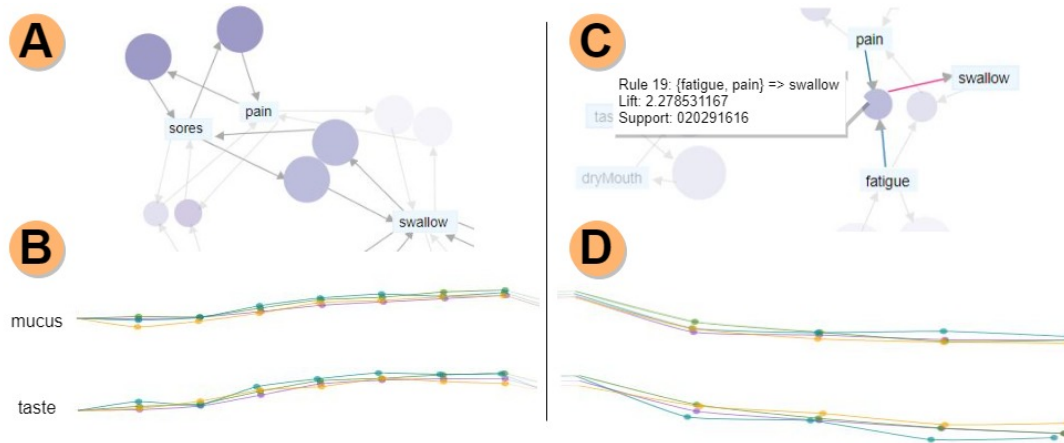 A
pain
sores
swallow
B
mucus
taste
C
pain
swallow
Rule 19: {fatigue, pain} => swallow
Lift: 2.278531167
Support: 020291616
tas
dryMouth
fatigue
D